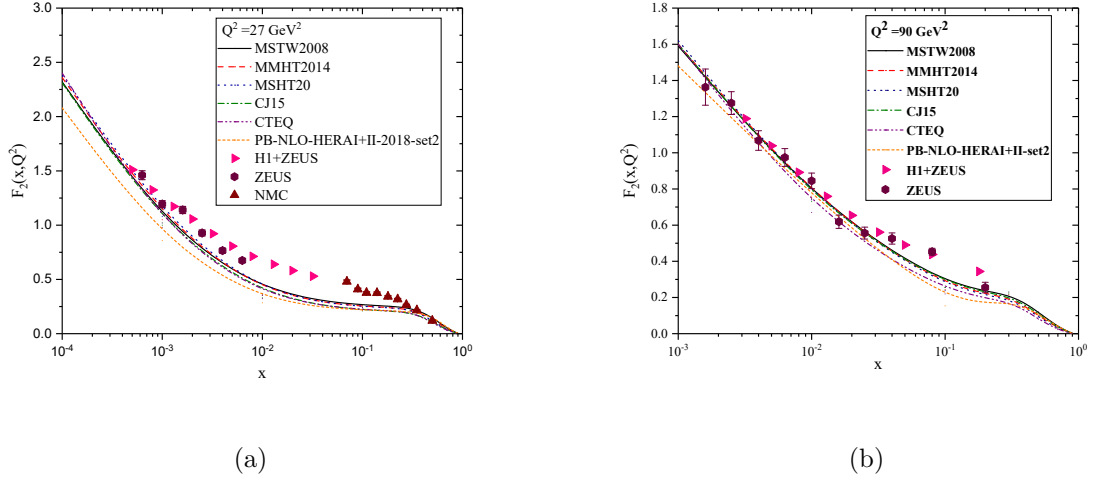 Q² =27 GeV²
MSTW2008
MMHT2014
MSHT20
CJ15
CTEQ
PB-NLO-HERAI+II-2018-set2
H1+ZEUS
ZEUS
NMC
3.0
2.5
2.0
1.5
1.0
0.5
0.0
F₂(x,Q²)
10⁻⁴
10⁻³
10⁻²
10⁻¹
10⁰
x
(a)
Q² =90 GeV²
MSTW2008
MMHT2014
MSHT20
CJ15
CTEQ
PB-NLO-HERAI+II-set2
H1+ZEUS
ZEUS
1.8
1.6
1.4
1.2
1.0
0.8
0.6
0.4
0.2
0.0
F₂(x,Q²)
10⁻³
10⁻²
10⁻¹
10⁰
x
(b)